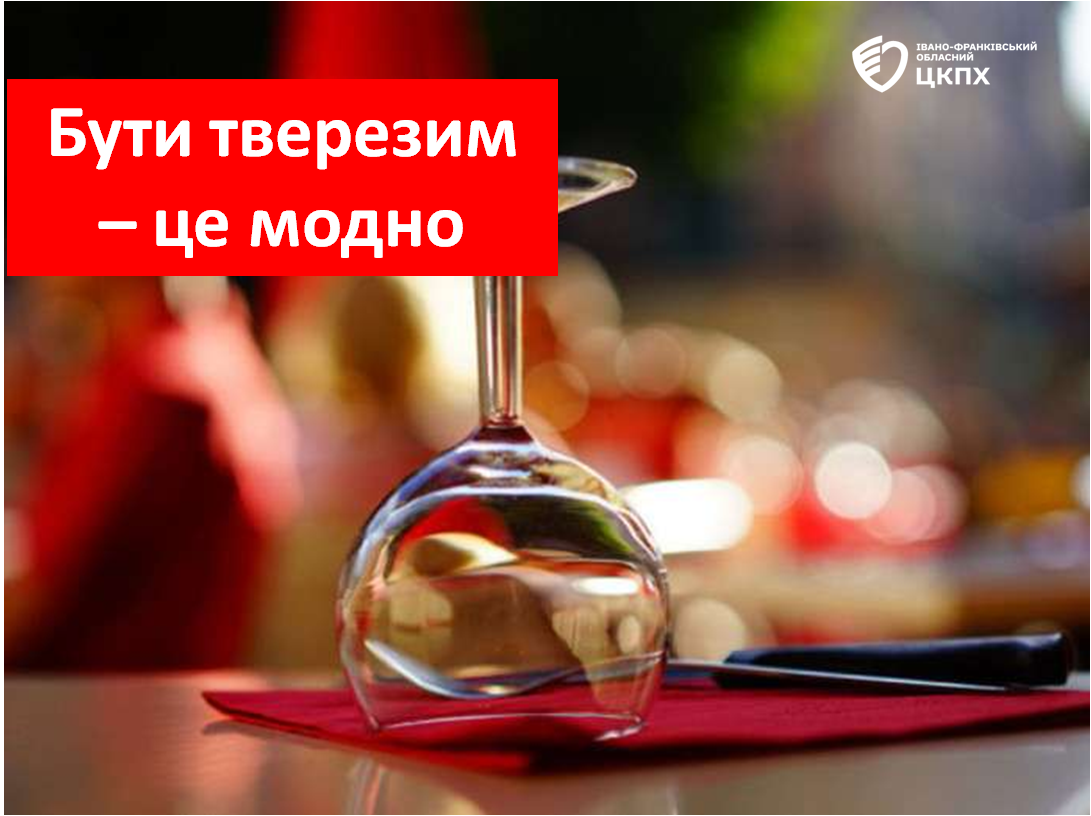 ІВАНО-ФРАНКІВСЬКИЙ
ОБЛАСНИЙ
ЦКПХ
Бути тверезим
– це модно